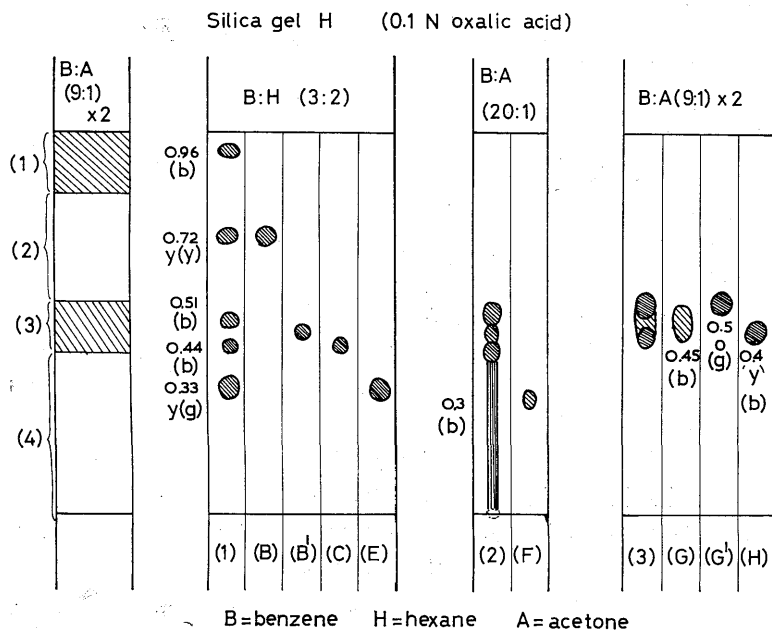 Silica gel H (0.1 N oxalic acid)
B:A
(9:1)
x2
B:H (3:2)
B:A
(20:1)
B:A(9:1) x2
(1)
(2)
(3)
(4)
0.96
(b)
0.72
y(y)
0.51
(b)
0.44
(b)
0.33
y(g)
0.3
(b)
0.45
(b)
0.5
o
(g)
0.4
(b)
(1) (B) (B') (C) (E)
(2) (F)
(3) (G) (G') (H)
B=benzene H=hexane A=acetone